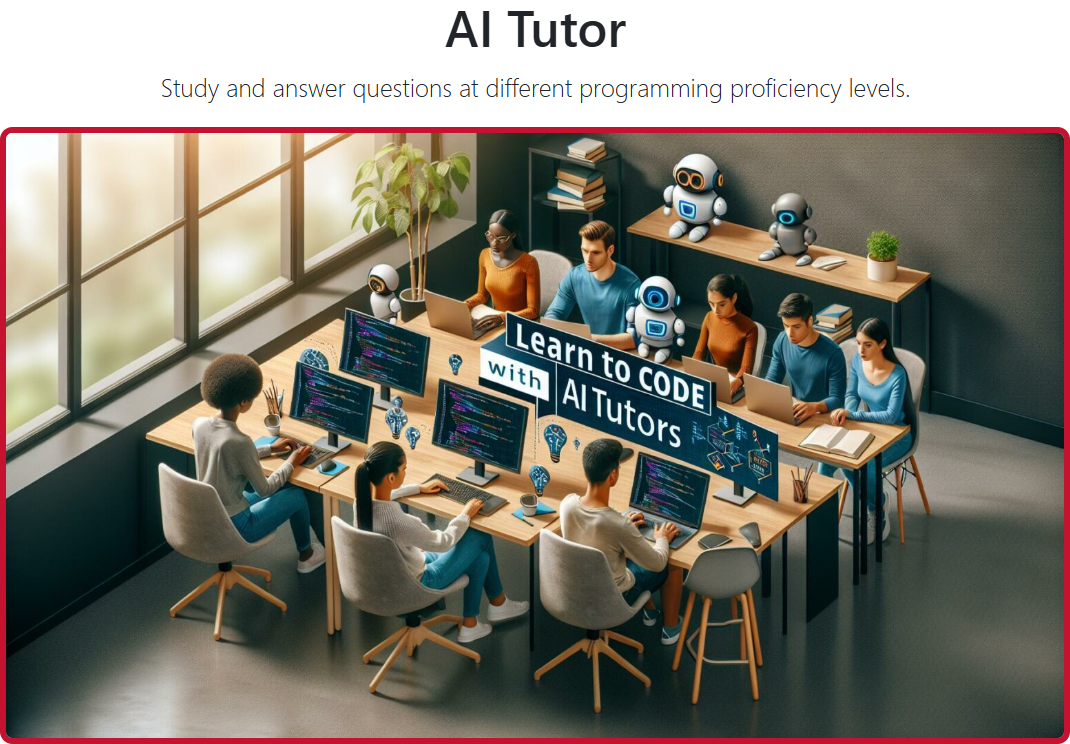 AI Tutor
Study and answer questions at different programming proficiency levels.
Learn to CODE
with
AI Tutors